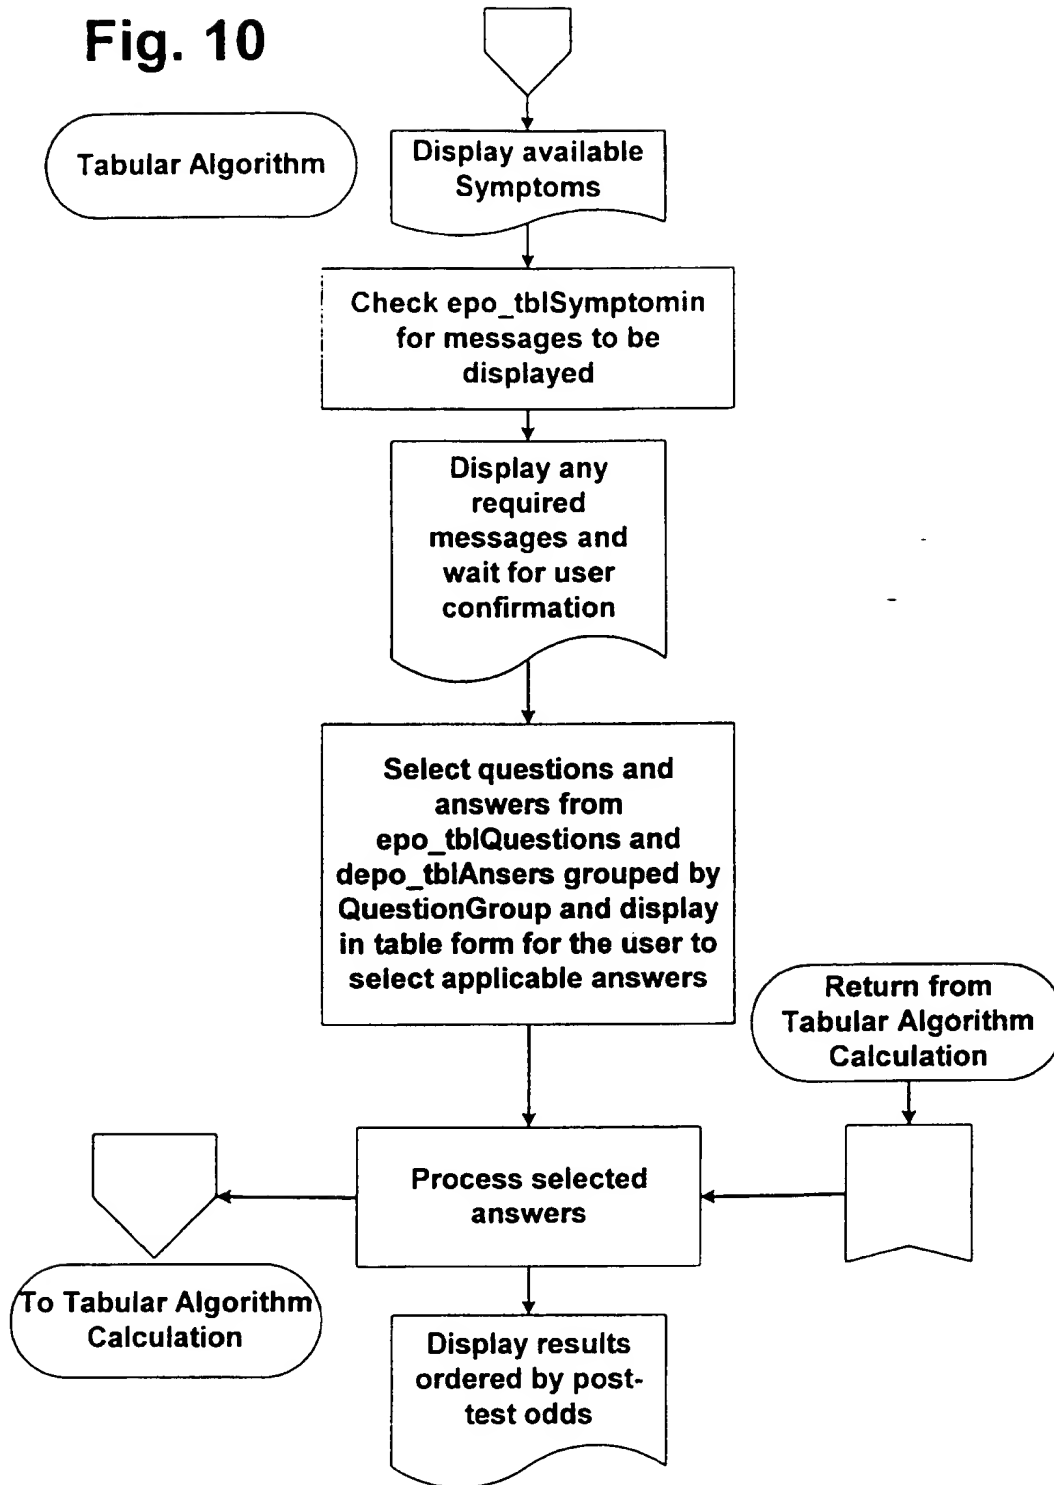 Fig. 10
Tabular Algorithm
Display available
Symptoms
Check epo_tblSymptomin
for messages to be
displayed
Display any
required
messages and
wait for user
confirmation
Select questions and
answers from
epo_tblQuestions and
depo_tblAnsers grouped by
QuestionGroup and display
in table form for the user to
select applicable answers
Return from
Tabular Algorithm
Calculation
Process selected
answers
To Tabular Algorithm
Calculation
Display results
ordered by post-
test odds